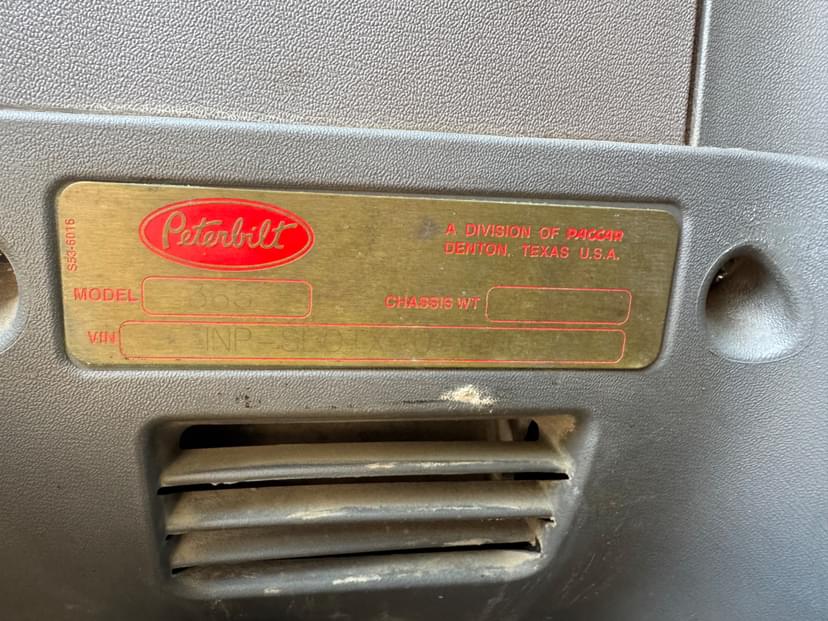 S53-6016
Peterbilt
A DIVISION OF PACCAR
DENTON, TEXAS U.S.A.
MODEL
CHASSIS WT
VIN